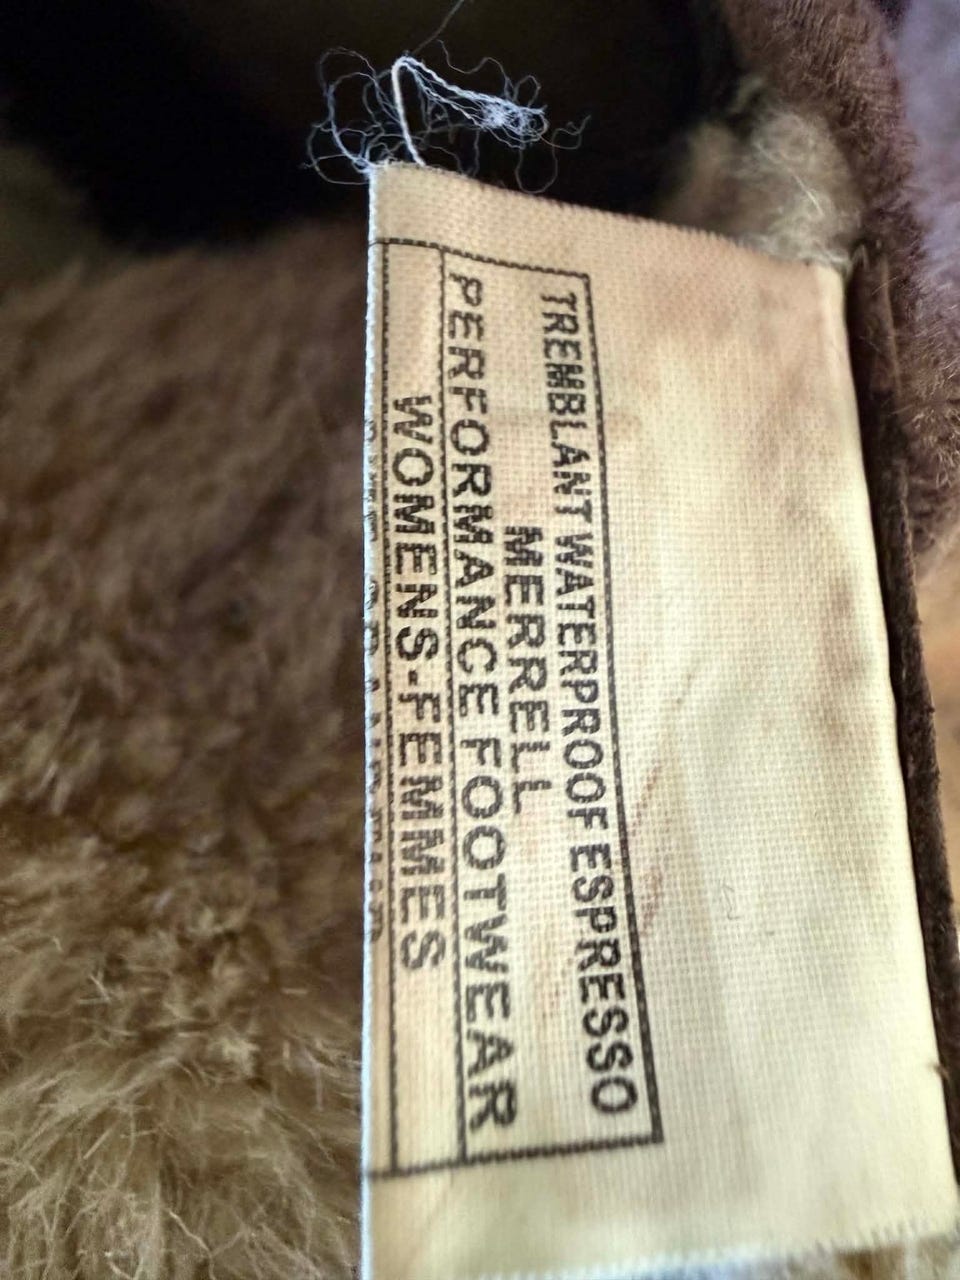 TREMBLANT WATERPROOF ESPRESSO
MERRELL
PERFORMANCE FOOTWEAR
WOMENS-FEMMES